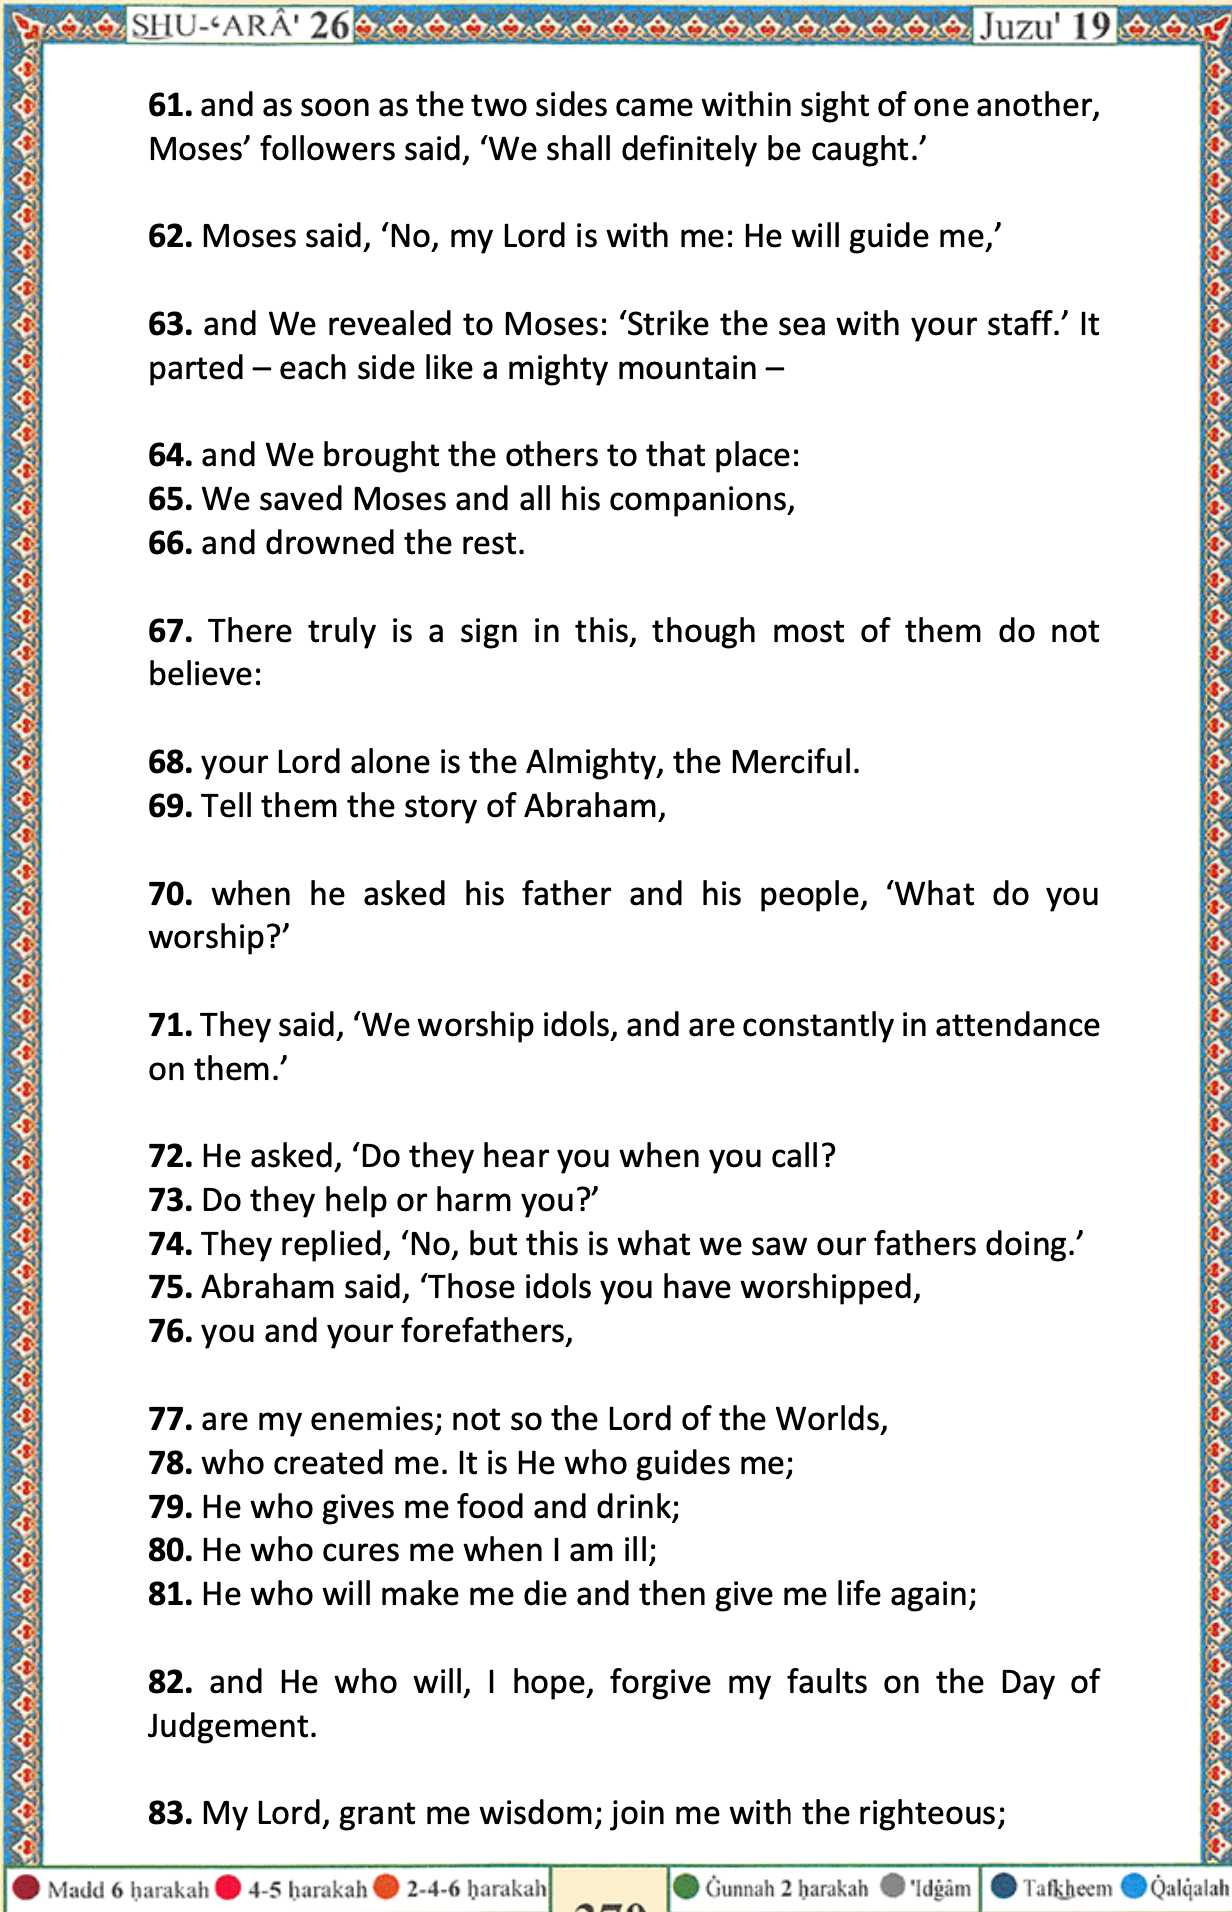 SHU-‘ARÂ' 26
Juzu' 19
61. and as soon as the two sides came within sight of one another,
Moses’ followers said, ‘We shall definitely be caught.’
62. Moses said, ‘No, my Lord is with me: He will guide me,’
63. and We revealed to Moses: ‘Strike the sea with your staff.’ It
parted – each side like a mighty mountain –
64. and We brought the others to that place:
65. We saved Moses and all his companions,
66. and drowned the rest.
67. There truly is a sign in this, though most of them do not
believe:
68. your Lord alone is the Almighty, the Merciful.
69. Tell them the story of Abraham,
70. when he asked his father and his people, ‘What do you
worship?’
71. They said, ‘We worship idols, and are constantly in attendance
on them.’
72. He asked, ‘Do they hear you when you call?
73. Do they help or harm you?’
74. They replied, ‘No, but this is what we saw our fathers doing.’
75. Abraham said, ‘Those idols you have worshipped,
76. you and your forefathers,
77. are my enemies; not so the Lord of the Worlds,
78. who created me. It is He who guides me;
79. He who gives me food and drink;
80. He who cures me when I am ill;
81. He who will make me die and then give me life again;
82. and He who will, I hope, forgive my faults on the Day of
Judgement.
83. My Lord, grant me wisdom; join me with the righteous;
Madd 6 ḥarakah 4-5 ḥarakah 2-4-6 ḥarakah Ġunnah 2 ḥarakah 'Idġâm Tafkheem Q̇alq̇alah